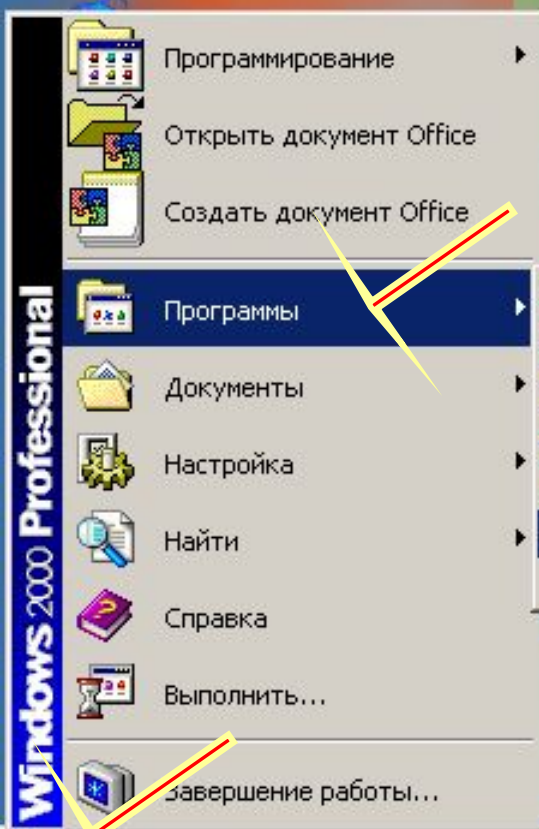 Программирование
Открыть документ Office
Создать документ Office
Программы
Документы
Настройка
Найти
Справка
Выполнить...
Завершение работы...
Windows 2000 Professional